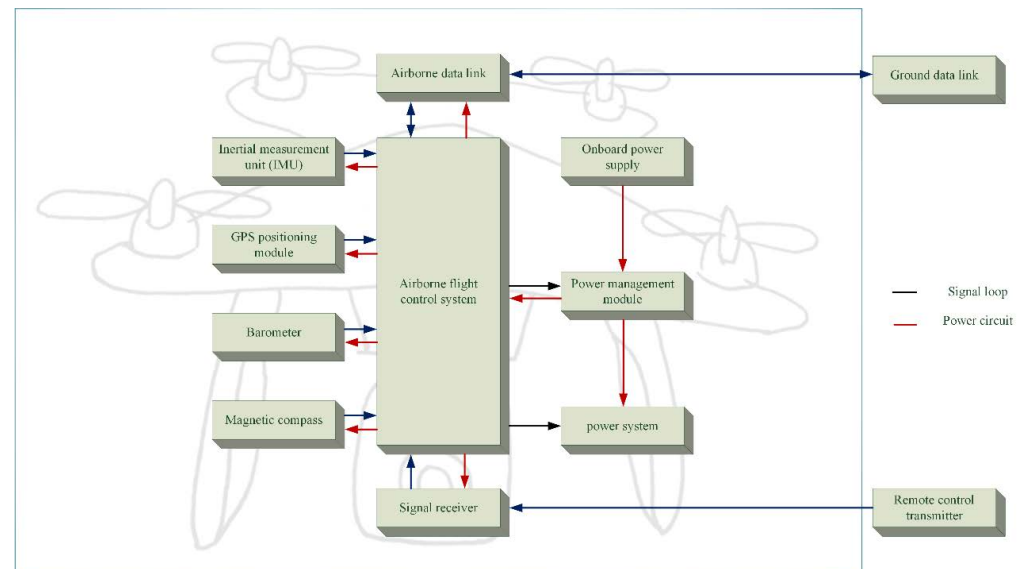 Airborne data link
Ground data link
Inertial measurement
unit (IMU)
Onboard power
supply
GPS positioning
module
Airborne flight
control system
Power management
module
Signal loop
Power circuit
Barometer
Magnetic compass
power system
Signal receiver
Remote control
transmitter